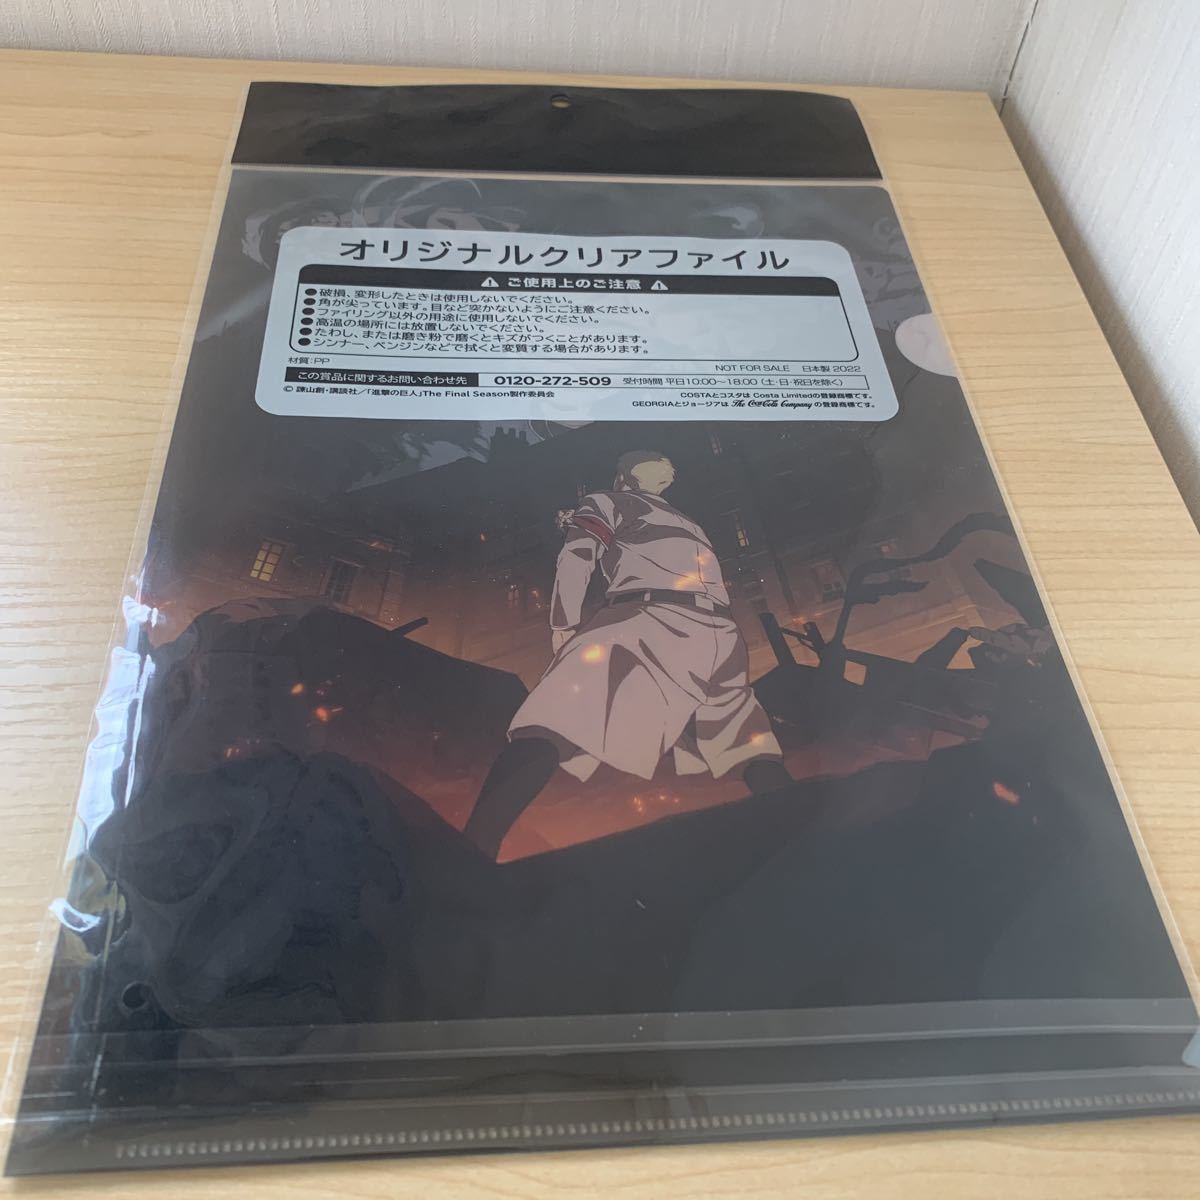 オリジナルクリアファイル
ご使用上のご注意
●破損、変形したときは使用しないでください。
●角が尖っています。目など突かないようにご注意ください。
●ファイリング以外の用途に使用しないでください。
●高温の場所には放置しないでください。
●たわし、または磨き粉で磨くとキズがつくことがあります。
●シンナー、ベンジンなどで拭くと変質する場合があります。
材質：PP
NOT FOR SALE 日本製 2022
この賞品に関するお問い合わせ先 0120-272-509 受付時間 平日10:00〜18:00（土・日・祝日を除く）
© 諫山創・講談社／「進撃の巨人」The Final Season製作委員会
COSTAとコスタは Costa Limitedの登録商標です。
GEORGIAとジョージアは The Coca-Cola Company の登録商標です。